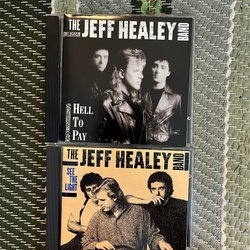 THE JEFF HEALEY BAND
HELL
TO
PAY
THE JEFF HEALEY BAND
SEE
THE
LIGHT